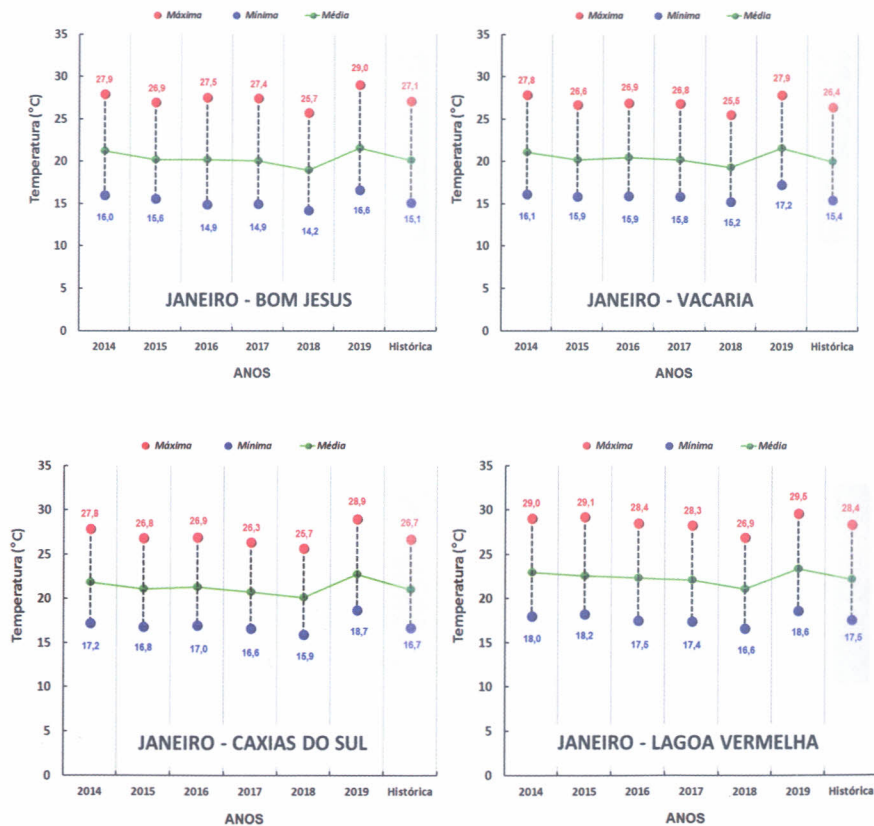 Máxima Mínima Média
35
30
25
20
15
10
5
0
Temperatura (°C)
27,9 26,9 27,5 27,4 25,7 29,0 27,1
16,0 15,6 14,9 14,9 14,2 16,6 15,1
JANEIRO - BOM JESUS
2014 2015 2016 2017 2018 2019 Histórica
ANOS
Máxima Mínima Média
35
30
25
20
15
10
5
0
Temperatura (°C)
27,8 26,6 26,9 26,8 25,5 27,9 26,4
16,1 15,9 15,9 15,8 15,2 17,2 15,4
JANEIRO - VACARIA
2014 2015 2016 2017 2018 2019 Histórica
ANOS
Máxima Mínima Média
35
30
25
20
15
10
5
0
Temperatura (°C)
27,8 26,8 26,9 26,3 25,7 28,9 26,7
17,2 16,8 17,0 16,6 15,9 18,7 16,7
JANEIRO - CAXIAS DO SUL
2014 2015 2016 2017 2018 2019 Histórica
ANOS
Máxima Mínima Média
35
30
25
20
15
10
5
0
Temperatura (°C)
29,0 29,1 28,4 28,3 26,9 29,5 28,4
18,0 18,2 17,5 17,4 16,6 18,6 17,5
JANEIRO - LAGOA VERMELHA
2014 2015 2016 2017 2018 2019 Histórica
ANOS